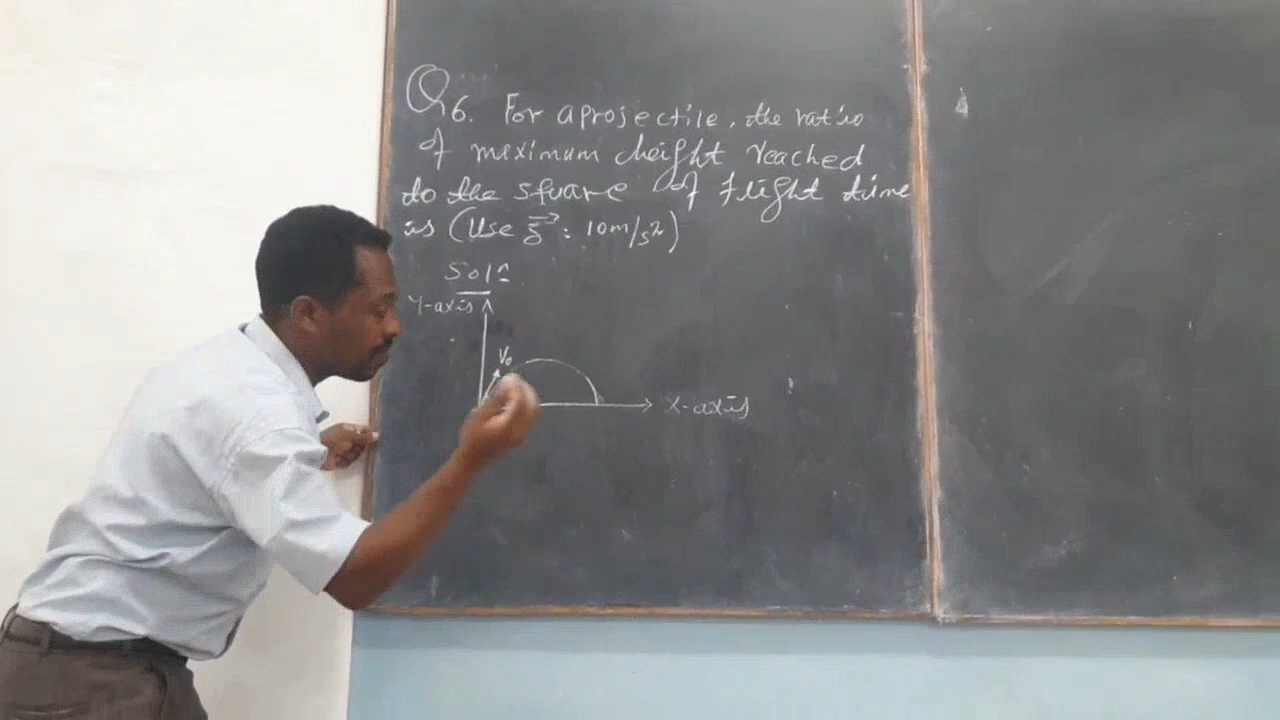 Q6. For a projectile, the ratio
of maximum height reached
to the square of flight time
is (Use g⃗ = 10m/s²)
Solⁿ
Y-axis
V₀
X-axis